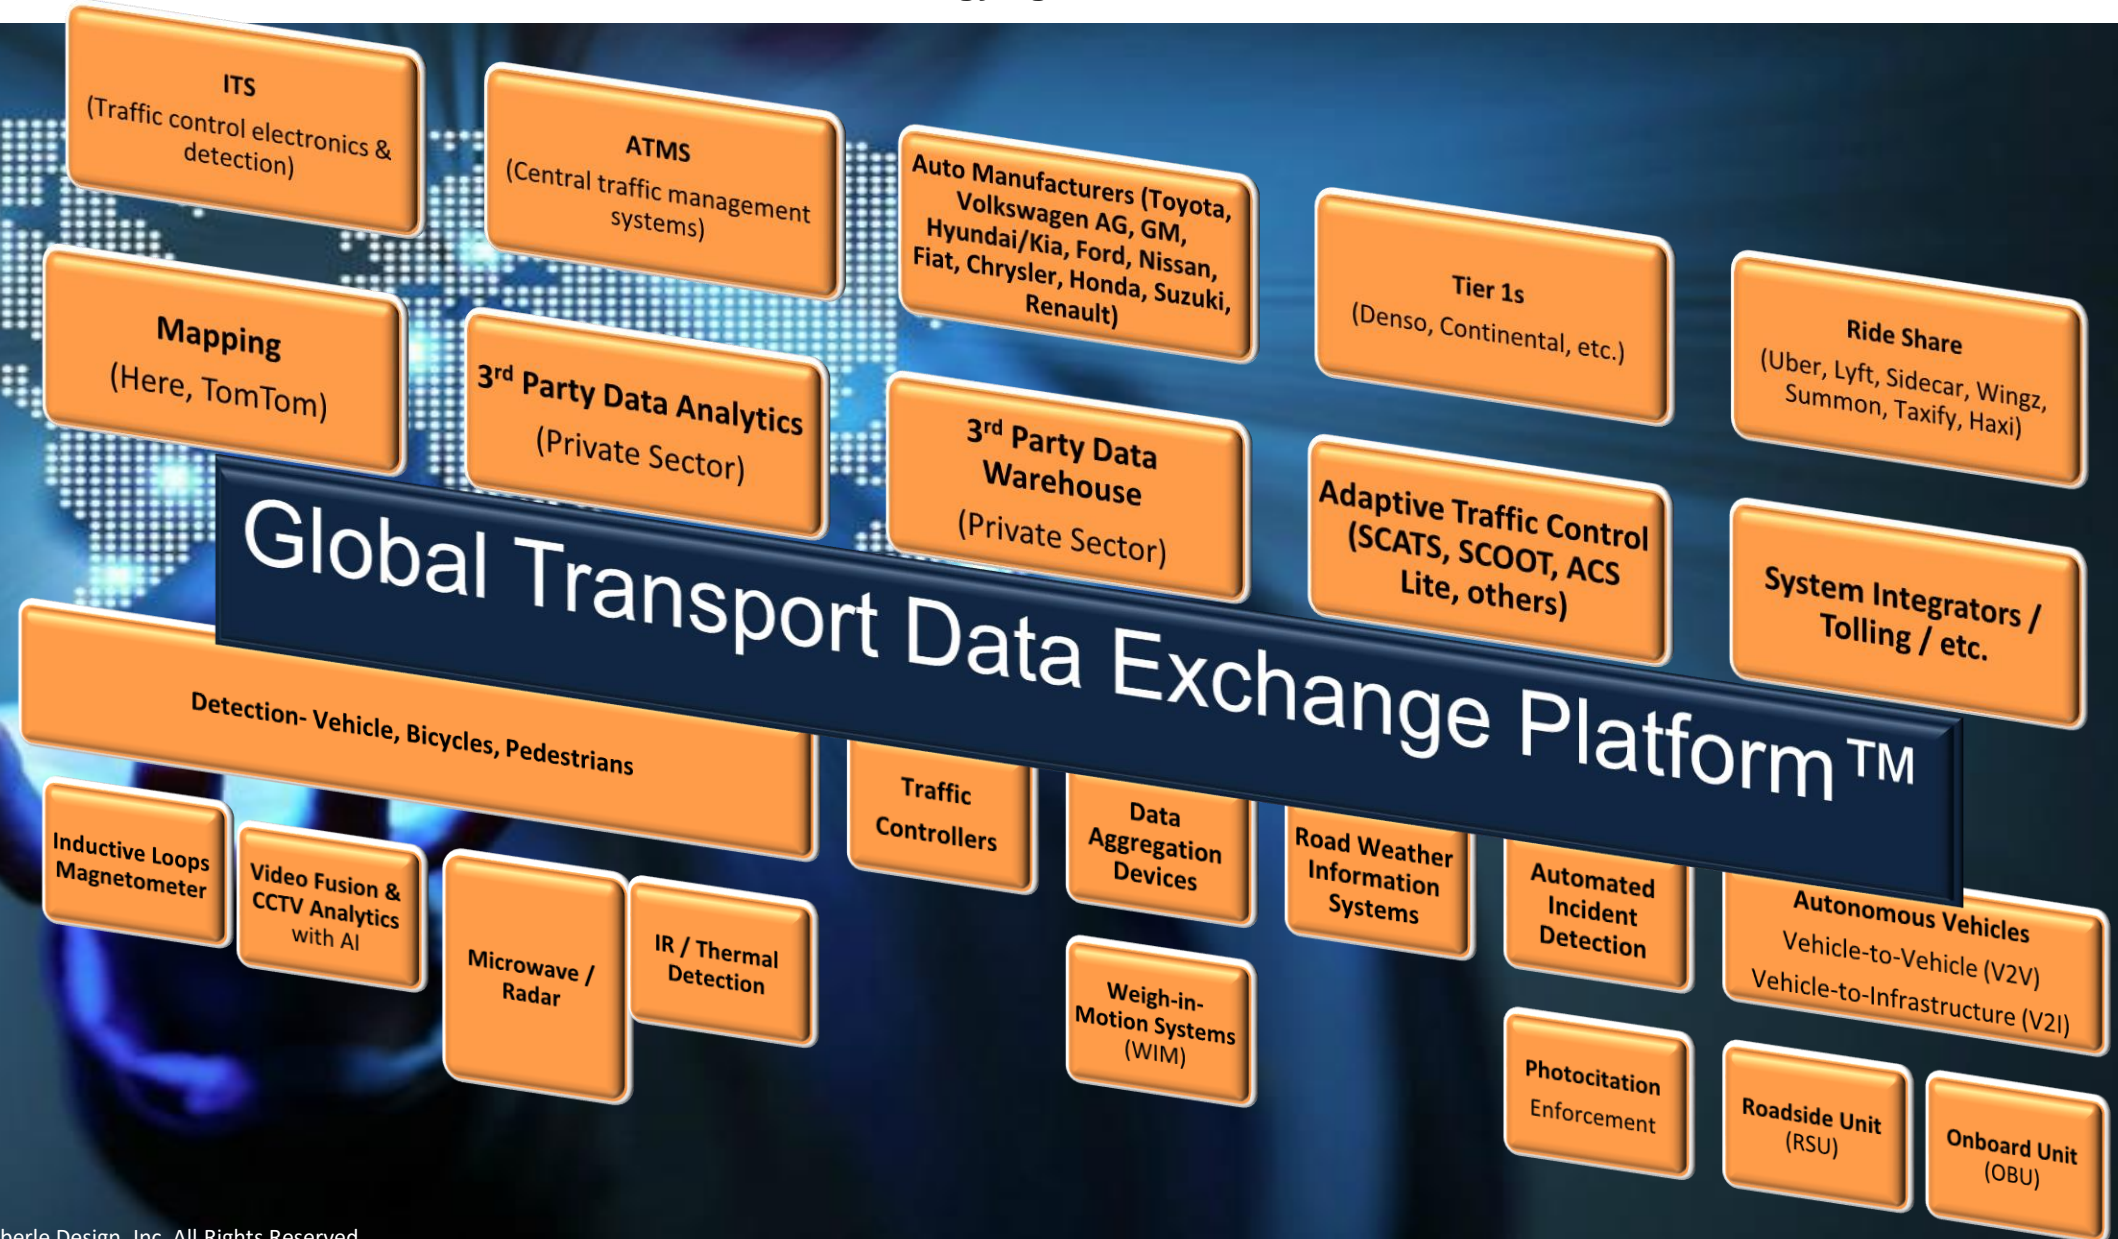 ITS
(Traffic control electronics &
detection)
ATMS
(Central traffic management
systems)
Auto Manufacturers (Toyota,
Volkswagen AG, GM,
Hyundai/Kia, Ford, Nissan,
Fiat, Chrysler, Honda, Suzuki,
Renault)
Tier 1s
(Denso, Continental, etc.)
Ride Share
(Uber, Lyft, Sidecar, Wingz,
Summon, Taxify, Haxi)
Mapping
(Here, TomTom)
3rd Party Data Analytics
(Private Sector)
3rd Party Data
Warehouse
(Private Sector)
Adaptive Traffic Control
(SCATS, SCOOT, ACS
Lite, others)
System Integrators /
Tolling / etc.
Global Transport Data Exchange Platform™
Detection- Vehicle, Bicycles, Pedestrians
Traffic
Controllers
Data
Aggregation
Devices
Road Weather
Information
Systems
Automated
Incident
Detection
Autonomous Vehicles
Vehicle-to-Vehicle (V2V)
Vehicle-to-Infrastructure (V2I)
Inductive Loops
Magnetometer
Video Fusion &
CCTV Analytics
with AI
Microwave /
Radar
IR / Thermal
Detection
Weigh-in-
Motion Systems
(WIM)
Photocitation
Enforcement
Roadside Unit
(RSU)
Onboard Unit
(OBU)
Design, Inc. All Rights Reserved